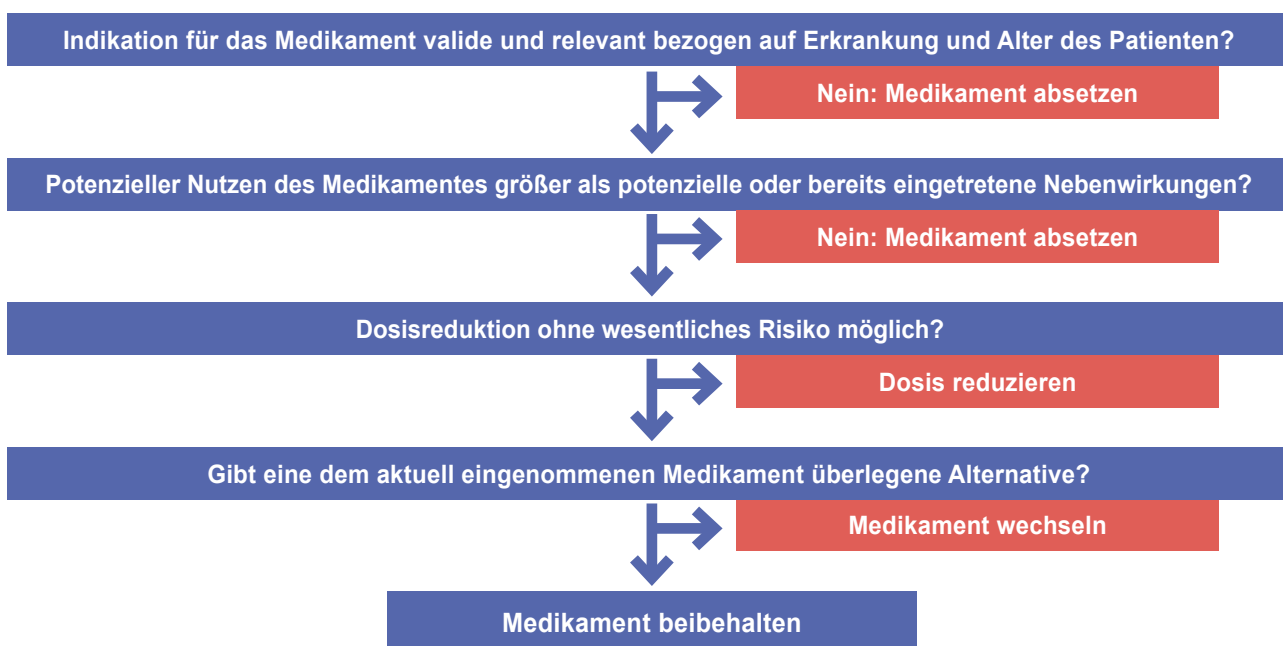 Indikation für das Medikament valide und relevant bezogen auf Erkrankung und Alter des Patienten?
Nein: Medikament absetzen
Potenzieller Nutzen des Medikamentes größer als potenzielle oder bereits eingetretene Nebenwirkungen?
Nein: Medikament absetzen
Dosisreduktion ohne wesentliches Risiko möglich?
Dosis reduzieren
Gibt eine dem aktuell eingenommenen Medikament überlegene Alternative?
Medikament wechseln
Medikament beibehalten